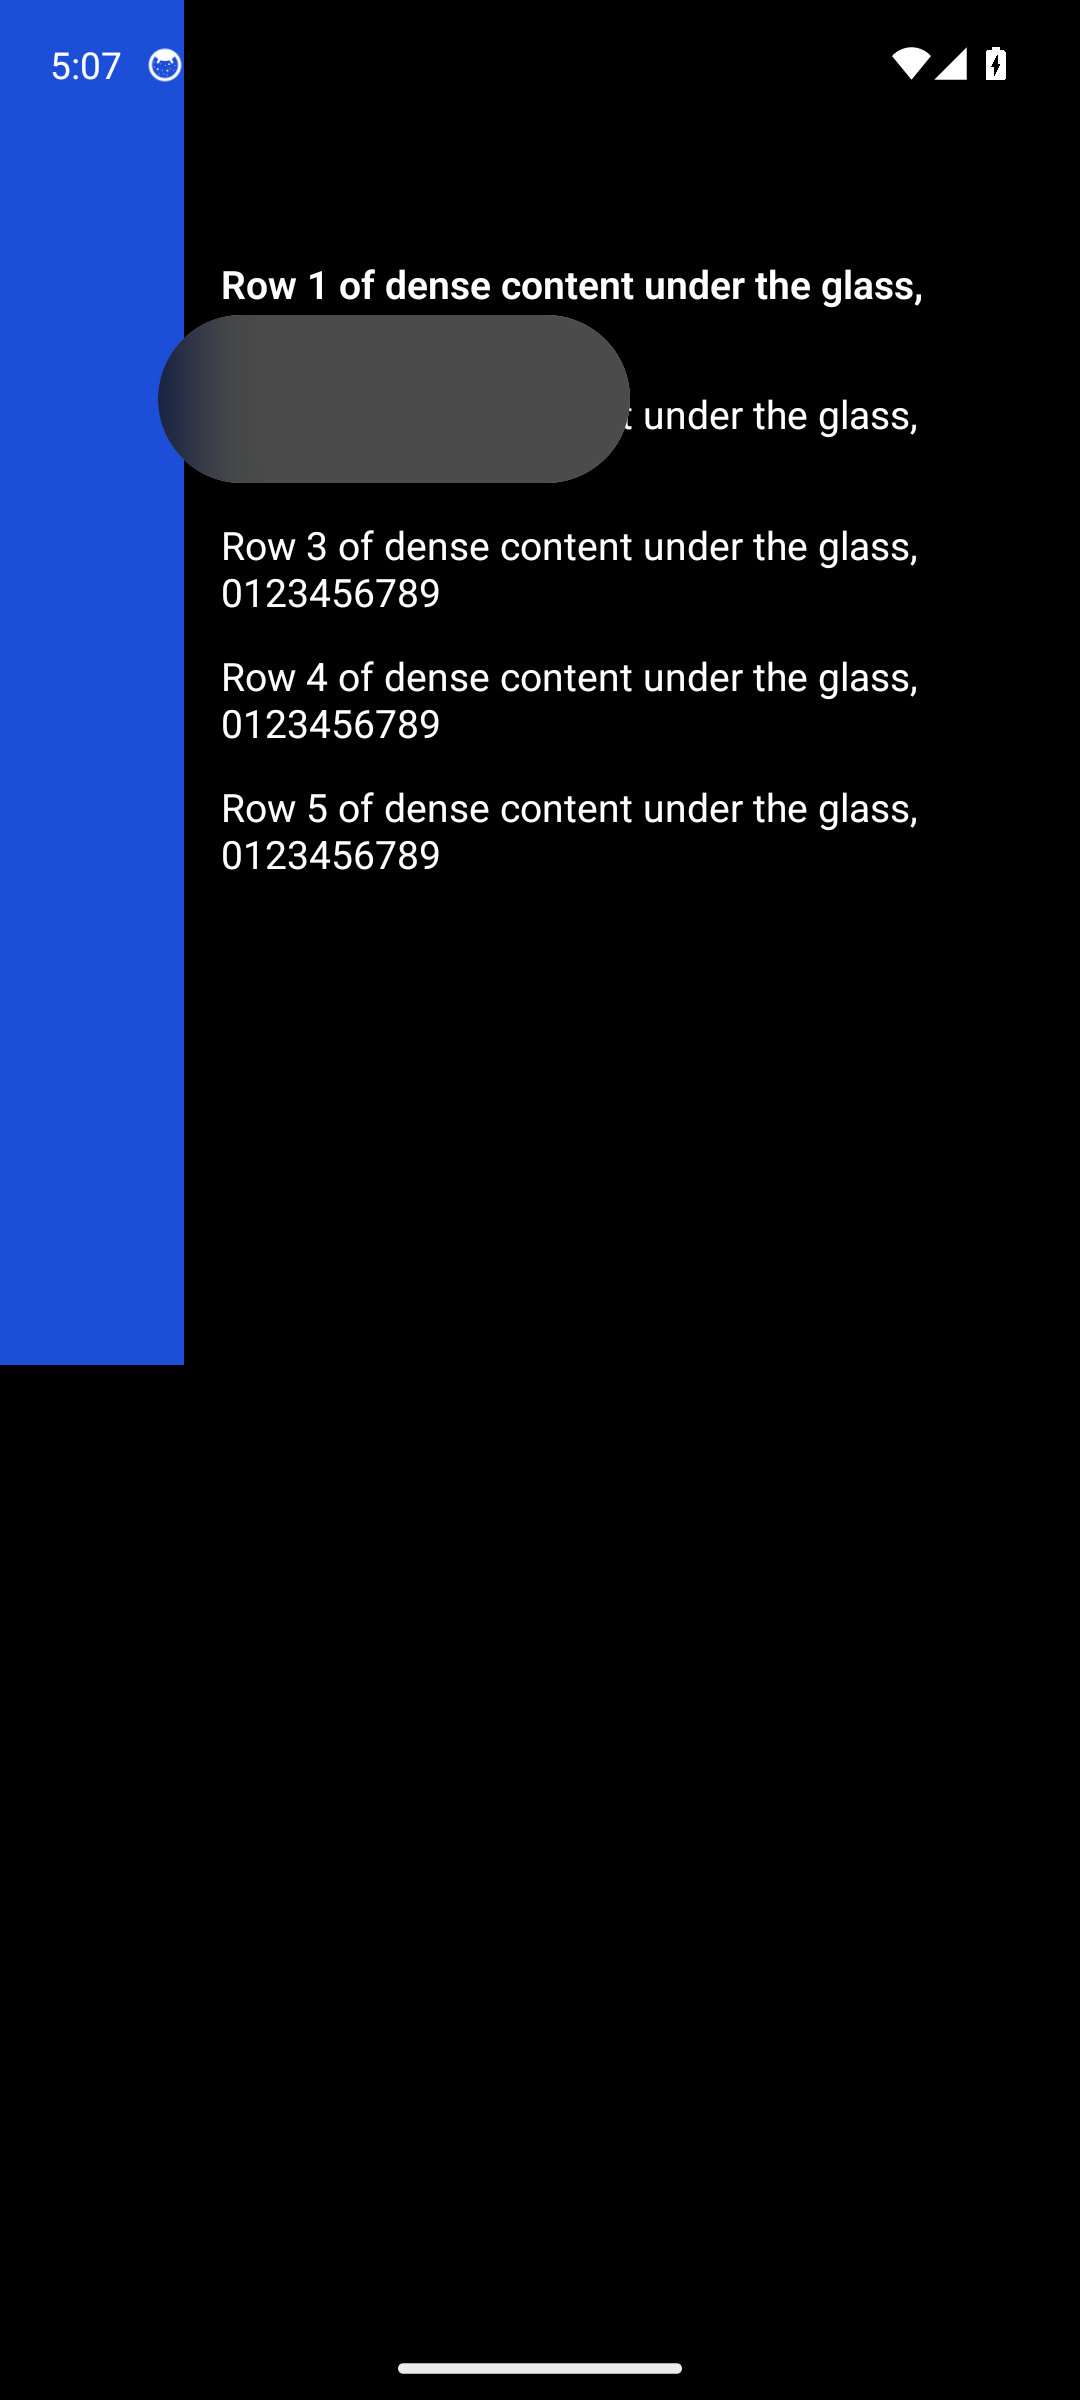 5:07
Row 1 of dense content under the glass,
under the glass,
Row 3 of dense content under the glass,
0123456789
Row 4 of dense content under the glass,
0123456789
Row 5 of dense content under the glass,
0123456789